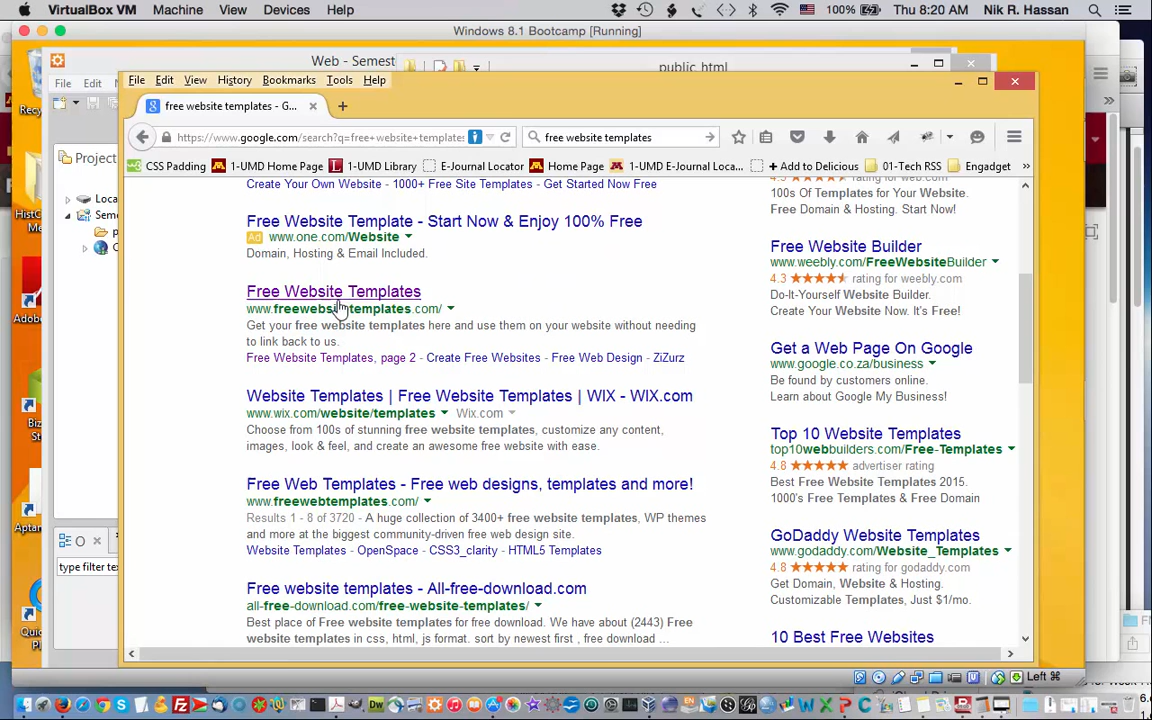 VirtualBox VM Machine View Devices Help 100% Thu 8:20 AM Nik R. Hassan
Windows 8.1 Bootcamp [Running]
Web - Semest
public_html
File Edit
File Edit View History Bookmarks Tools Help
free website templates - G...
https://www.google.com/search?q=free+website+templates
free website templates
CSS Padding 1-UMD Home Page 1-UMD Library E-Journal Locator Home Page 1-UMD E-Journal Loca... Add to Delicious 01-Tech RSS Engadget
Project
Loca
Seme
Create Your Own Website - 1000+ Free Site Templates - Get Started Now Free
Free Website Template - Start Now & Enjoy 100% Free
Ad www.one.com/Website
Domain, Hosting & Email Included.
Free Website Templates
www.freewebsitetemplates.com/
Get your free website templates here and use them on your website without needing
to link back to us.
Free Website Templates, page 2 - Create Free Websites - Free Web Design - ZiZurz
Website Templates | Free Website Templates | WIX - WIX.com
www.wix.com/website/templates Wix.com
Choose from 100s of stunning free website templates, customize any content,
images, look & feel, and create an awesome free website with ease.
Free Web Templates - Free web designs, templates and more!
www.freewebtemplates.com/
Results 1 - 8 of 3720 - A huge collection of 3400+ free website templates, WP themes
and more at the biggest community-driven free web design site.
Website Templates - OpenSpace - CSS3_clarity - HTML5 Templates
Free website templates - All-free-download.com
all-free-download.com/free-website-templates/
Best place of Free website templates for free download. We have about (2443) Free
website templates in css, html, js format. sort by newest first , free download ...
100s Of Templates for Your Website.
Free Domain & Hosting. Start Now!
Free Website Builder
www.weebly.com/FreeWebsiteBuilder
4.3 rating for weebly.com
Do-It-Yourself Website Builder.
Create Your Website Now. It's Free!
Get a Web Page On Google
www.google.co.za/business
Be found by customers online.
Learn about Google My Business!
Top 10 Website Templates
top10webbuilders.com/Free-Templates
4.8 advertiser rating
Best Free Website Templates 2015.
1000's Free Templates & Free Domain
GoDaddy Website Templates
www.godaddy.com/Website_Templates
4.8 rating for godaddy.com
Get Domain, Website & Hosting.
Customizable Templates, Just $1/mo.
10 Best Free Websites
O
type filter tex
Left ⌘